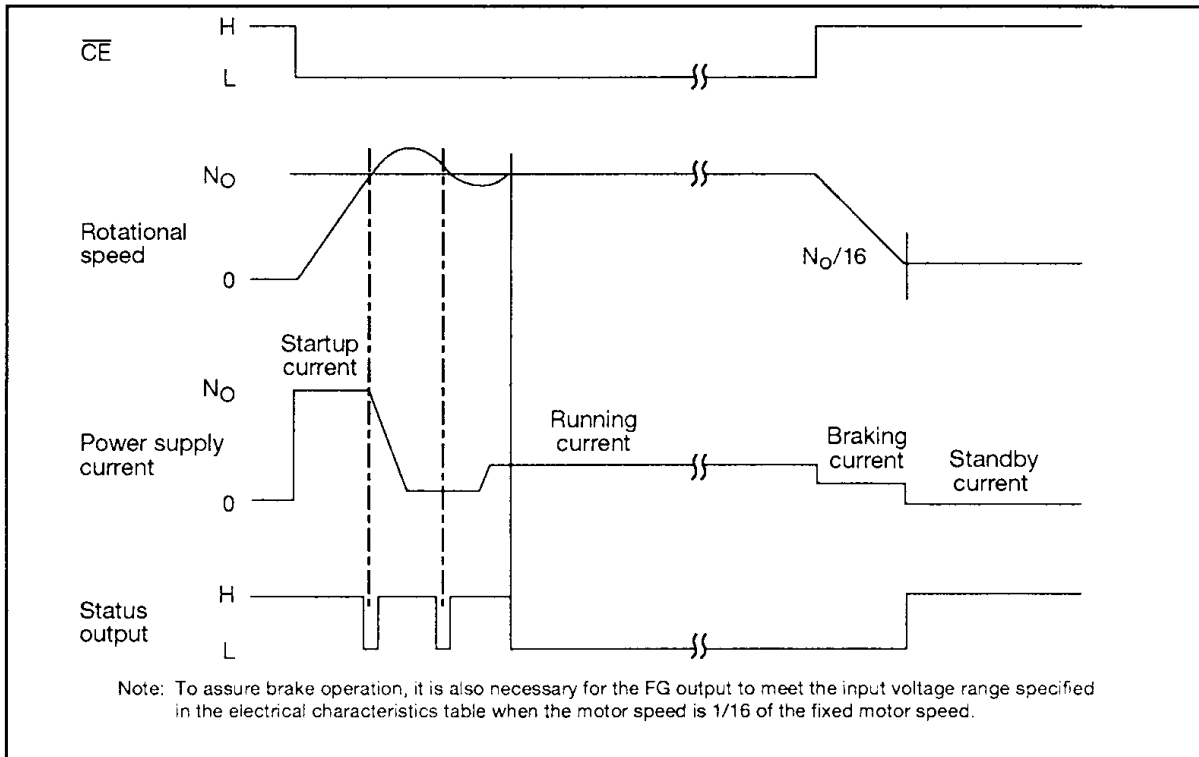 H
CE
L
NO
Rotational
speed
NO/16
0
Startup
current
NO
Power supply
current
Running
current
Braking
current
Standby
current
0
H
Status
output
L
Note: To assure brake operation, it is also necessary for the FG output to meet the input voltage range specified
in the electrical characteristics table when the motor speed is 1/16 of the fixed motor speed.